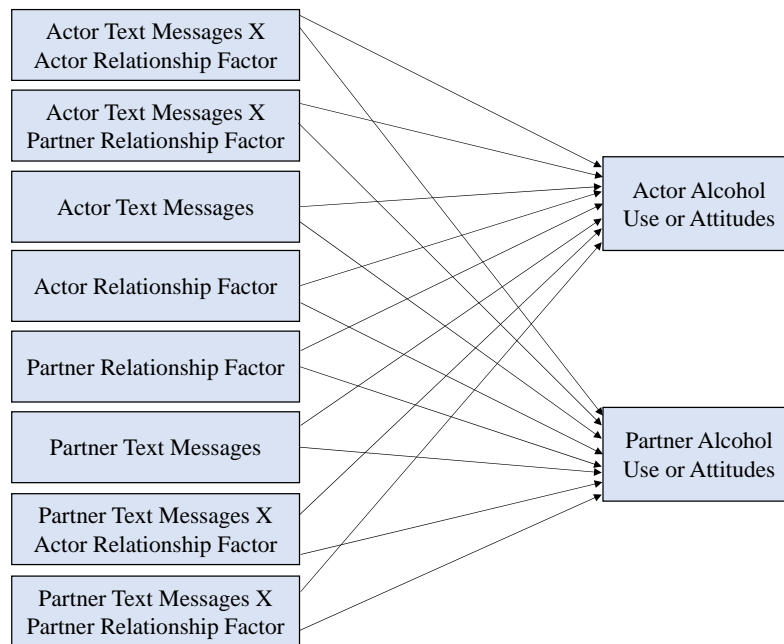 Actor Text Messages X
Actor Relationship Factor
Actor Text Messages X
Partner Relationship Factor
Actor Text Messages
Actor Relationship Factor
Partner Relationship Factor
Partner Text Messages
Partner Text Messages X
Actor Relationship Factor
Partner Text Messages X
Partner Relationship Factor
Actor Alcohol
Use or Attitudes
Partner Alcohol
Use or Attitudes